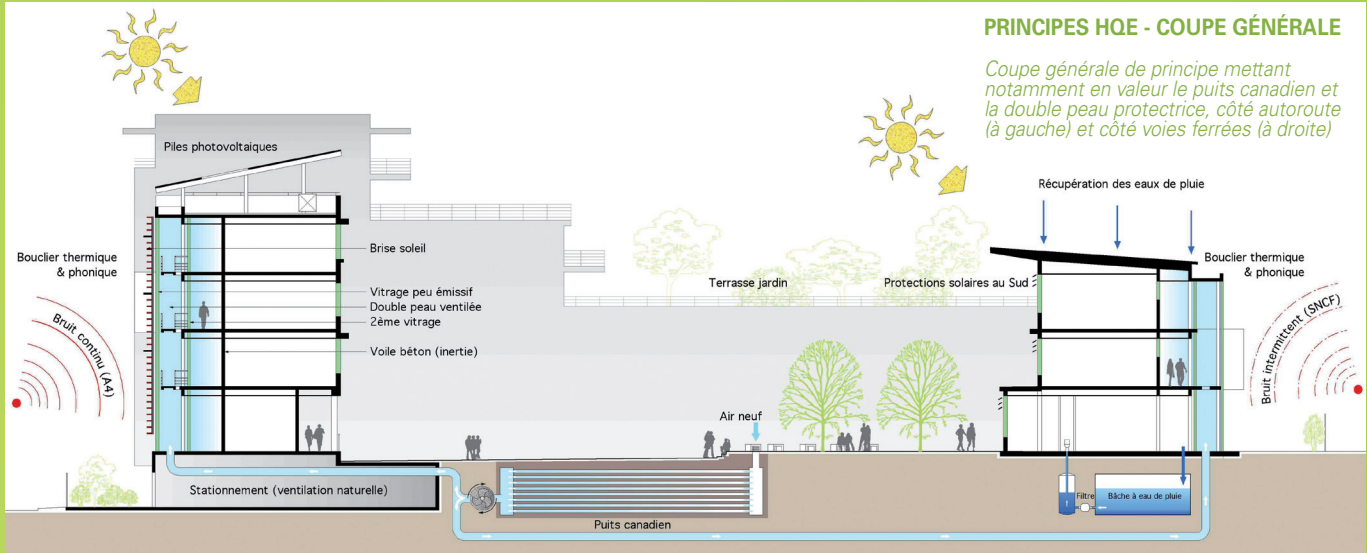 PRINCIPES HQE - COUPE GÉNÉRALE
Coupe générale de principe mettant
notamment en valeur le puits canadien et
la double peau protectrice, côté autoroute
(à gauche) et côté voies ferrées (à droite)
Piles photovoltaiques
Récupération des eaux de pluie
Bouclier thermique
& phonique
Brise soleil
Vitrage peu émissif
Double peau ventilée
2ème vitrage
Voile béton (inertie)
Bruit continu (A4)
Terrasse jardin
Protections solaires au Sud
Bouclier thermique
& phonique
Bruit intermittent (SNCF)
Air neuf
Stationnement (ventilation naturelle)
Puits canadien
Filtre
Bâche à eau de pluie